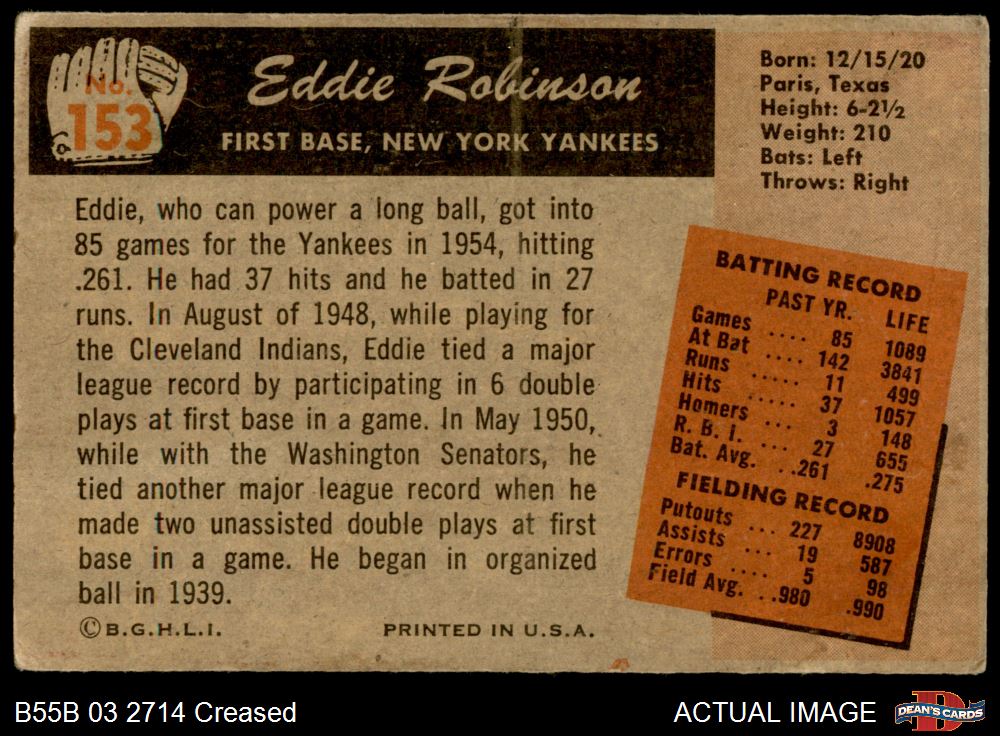 No.
153
Eddie Robinson
FIRST BASE, NEW YORK YANKEES
Born: 12/15/20
Paris, Texas
Height: 6-2½
Weight: 210
Bats: Left
Throws: Right
Eddie, who can power a long ball, got into
85 games for the Yankees in 1954, hitting
.261. He had 37 hits and he batted in 27
runs. In August of 1948, while playing for
the Cleveland Indians, Eddie tied a major
league record by participating in 6 double
plays at first base in a game. In May 1950,
while with the Washington Senators, he
tied another major league record when he
made two unassisted double plays at first
base in a game. He began in organized
ball in 1939.
©B.G.H.L.I. PRINTED IN U.S.A.
BATTING RECORD
PAST YR. LIFE
Games .... 85 1089
At Bat .... 142 3841
Runs ..... 11 499
Hits ..... 37 1057
Homers ... 3 148
R. B. I. ... 27 655
Bat. Avg. ..261 .275
FIELDING RECORD
Putouts ... 227 8908
Assists ... 19 587
Errors .... 5 98
Field Avg. ..980 .990
B55B 03 2714 Creased
ACTUAL IMAGE
D
DEAN'S CARDS